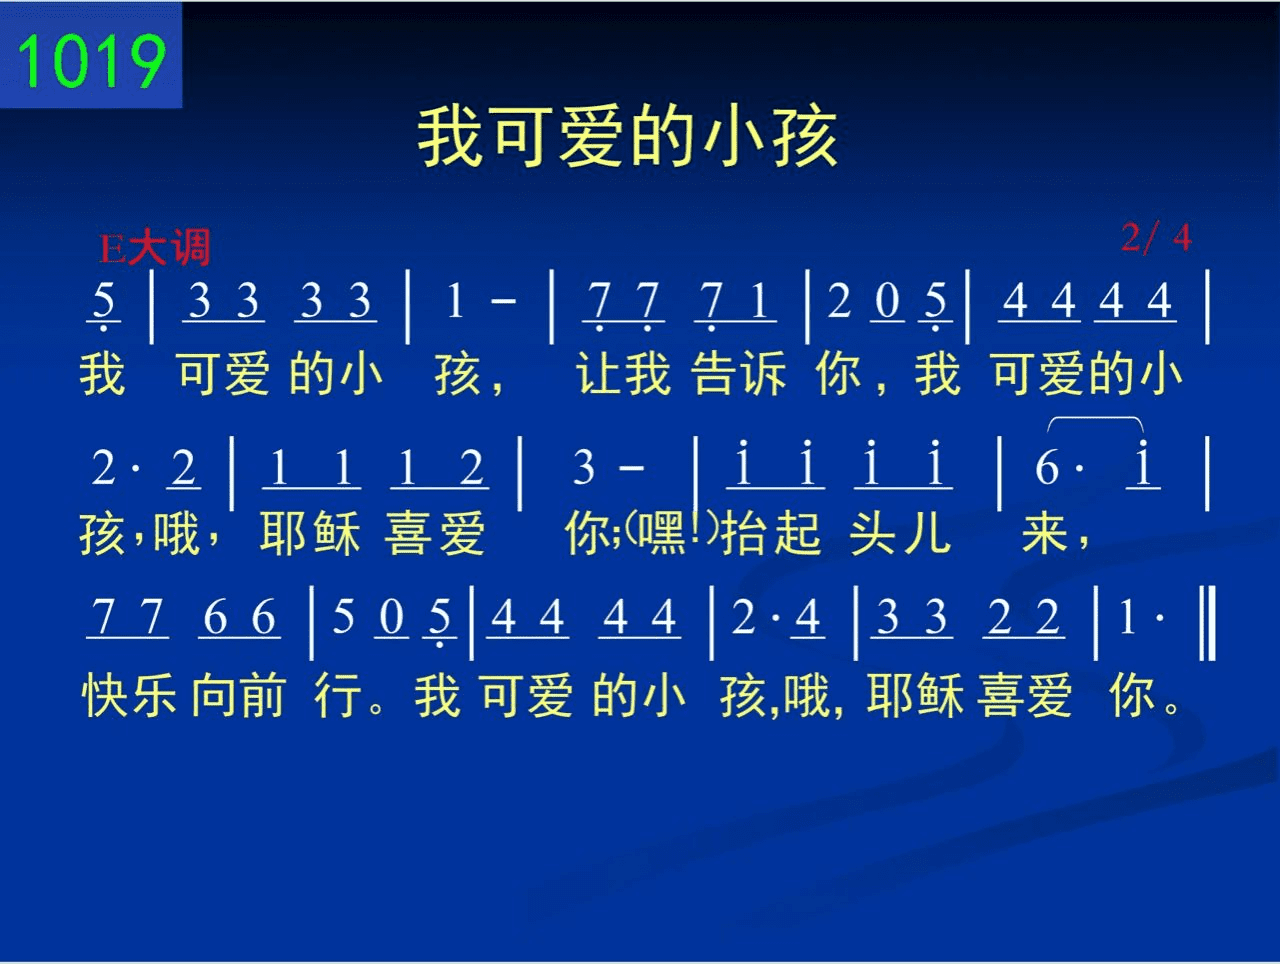 1019
我可爱的小孩
E大调 2/ 4
5 | 3 3 3 3 | 1 － | 7 7 7 1 | 2 0 5 | 4 4 4 4 |
我 可爱 的小 孩， 让我 告诉 你，我 可爱的小
2· 2 | 1 1 1 2 | 3 － | i i i i | 6· i |
孩，哦， 耶稣 喜爱 你;(嘿!)抬起 头儿 来，
7 7 6 6 | 5 0 5 | 4 4 4 4 | 2·4 | 3 3 2 2 | 1· ‖
快乐 向前 行。我 可爱 的小 孩,哦, 耶稣 喜爱 你。